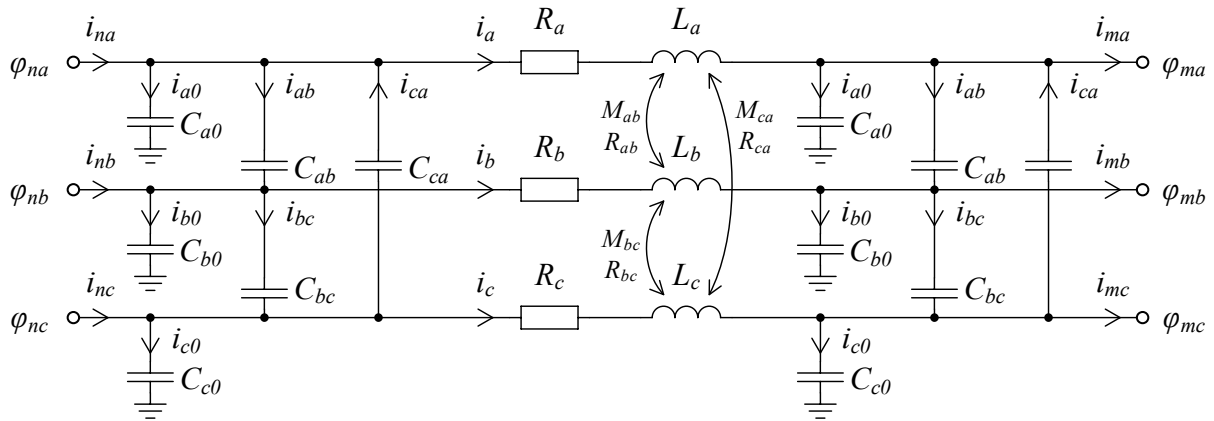 i_na i_a R_a L_a i_ma
φ_na φ_ma
i_a0 i_ab i_ca i_a0 i_ab i_ca
C_a0 M_ab M_ca C_a0
R_ab R_ca
i_nb C_ab C_ca i_b R_b L_b C_ab i_mb
φ_nb φ_mb
i_b0 i_bc i_b0 i_bc
C_b0 M_bc C_b0
R_bc
i_nc C_bc i_c R_c L_c C_bc i_mc
φ_nc φ_mc
i_c0 i_c0
C_c0 C_c0